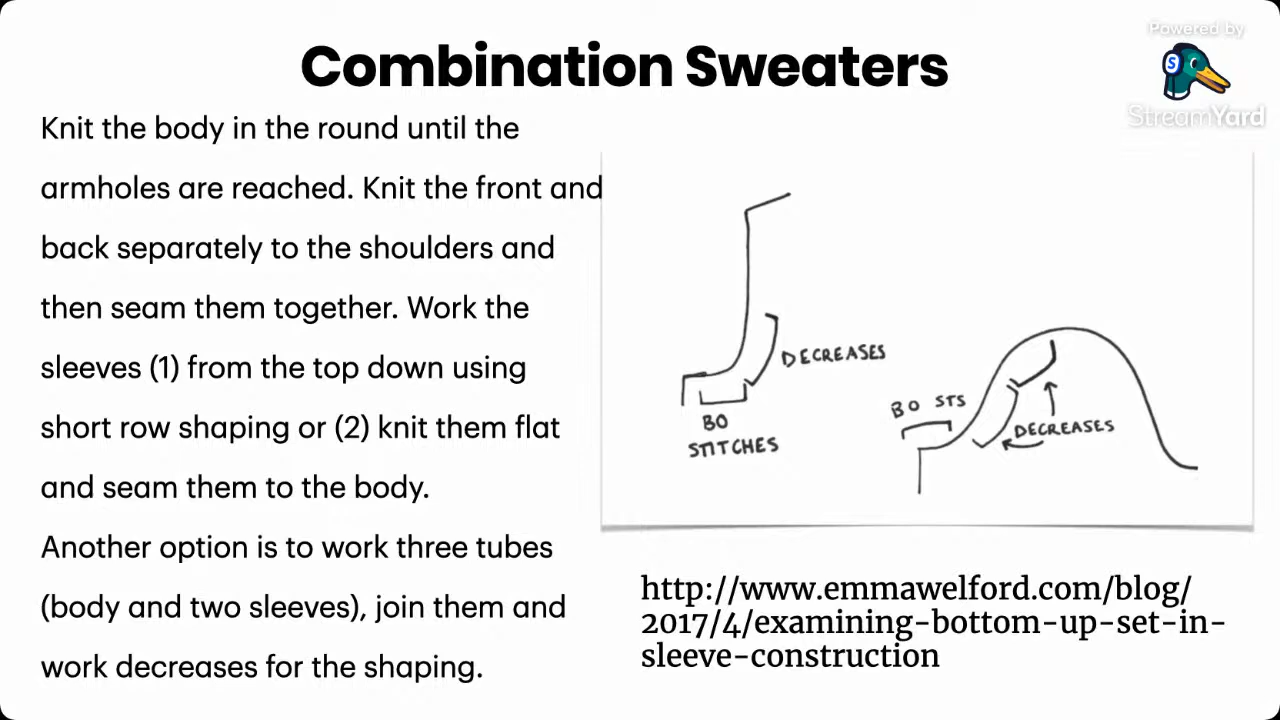 Combination Sweaters
Powered by
S
StreamYard
Knit the body in the round until the
armholes are reached. Knit the front and
back separately to the shoulders and
then seam them together. Work the
sleeves (1) from the top down using
short row shaping or (2) knit them flat
and seam them to the body.
Another option is to work three tubes
(body and two sleeves), join them and
work decreases for the shaping.
DECREASES
BO
STITCHES
BO STS
DECREASES
http://www.emmawelford.com/blog/
2017/4/examining-bottom-up-set-in-
sleeve-construction